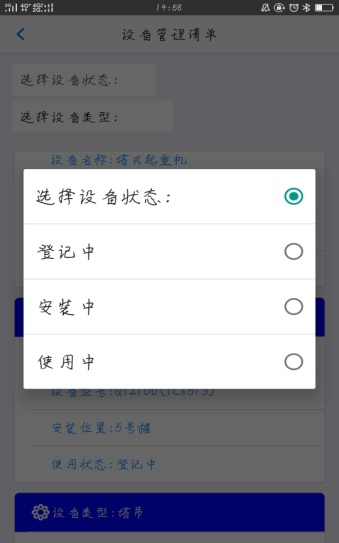 14:58
设备管理清单
选择设备状态:
选择设备类型:
设备名称:塔式起重机
选择设备状态:
登记中
安装中
使用中
安装位置:5号楼
使用状态:登记中
设备类型:塔吊